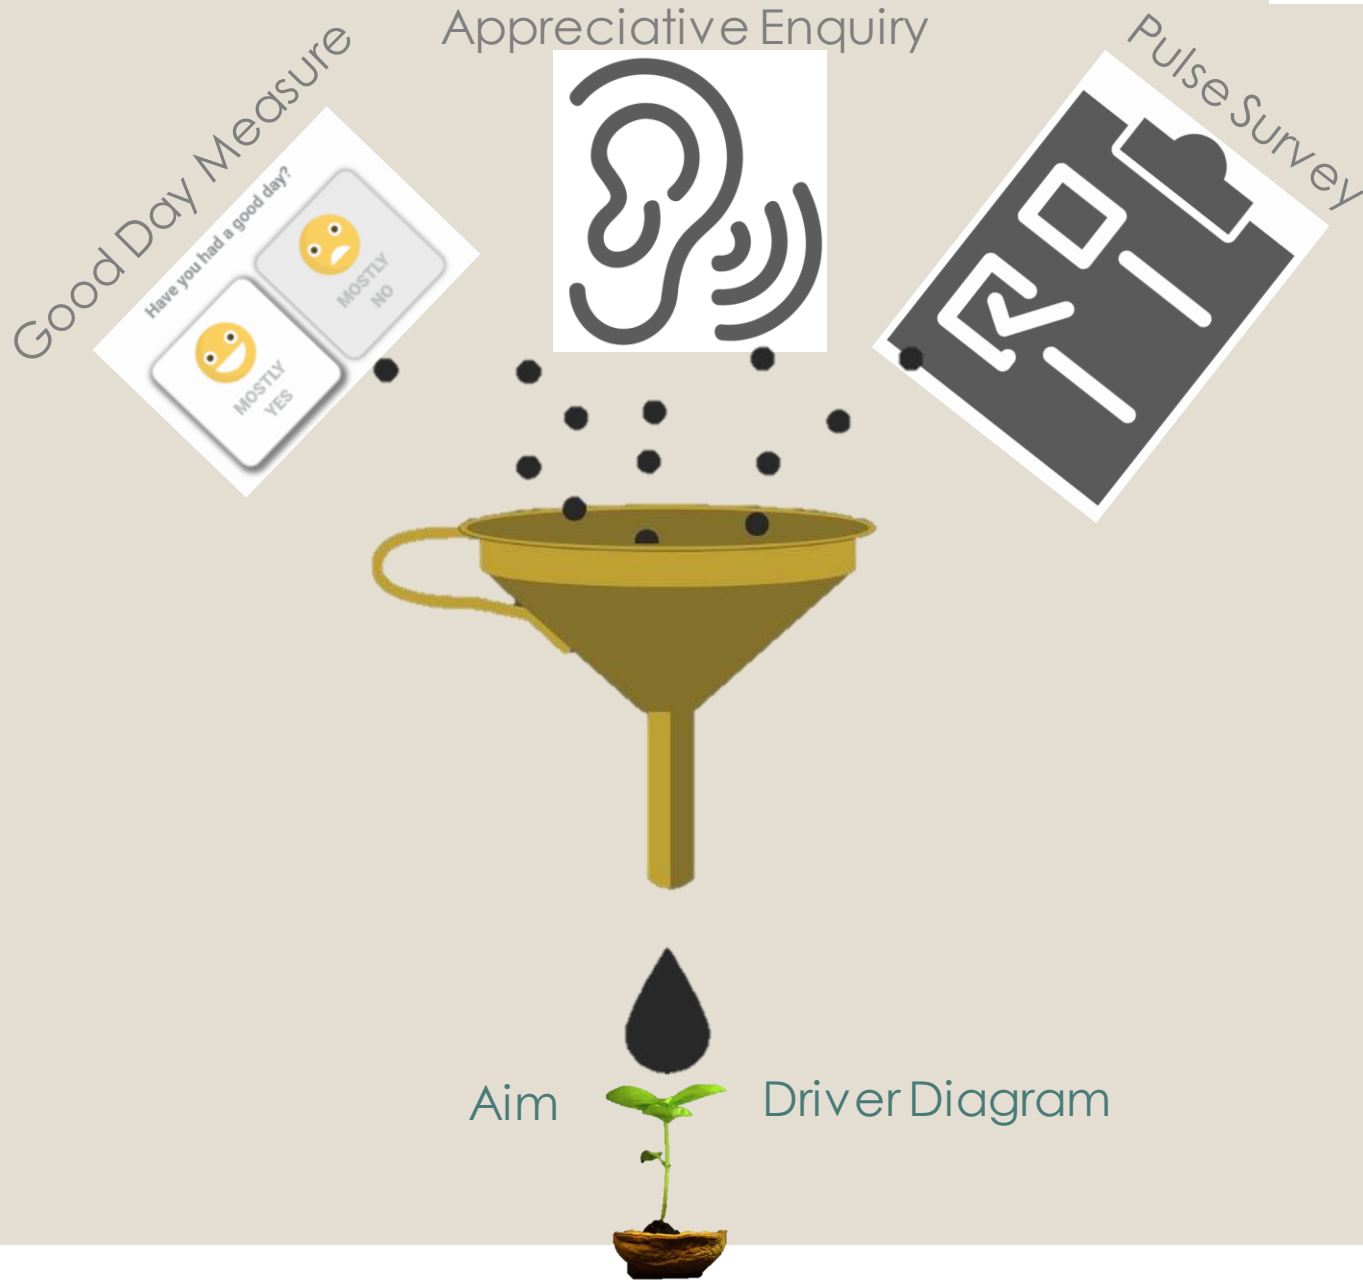 Good Day Measure
Appreciative Enquiry
Pulse Survey
Have you had a good day?
MOSTLY
YES
MOSTLY
NO
Aim
Driver Diagram